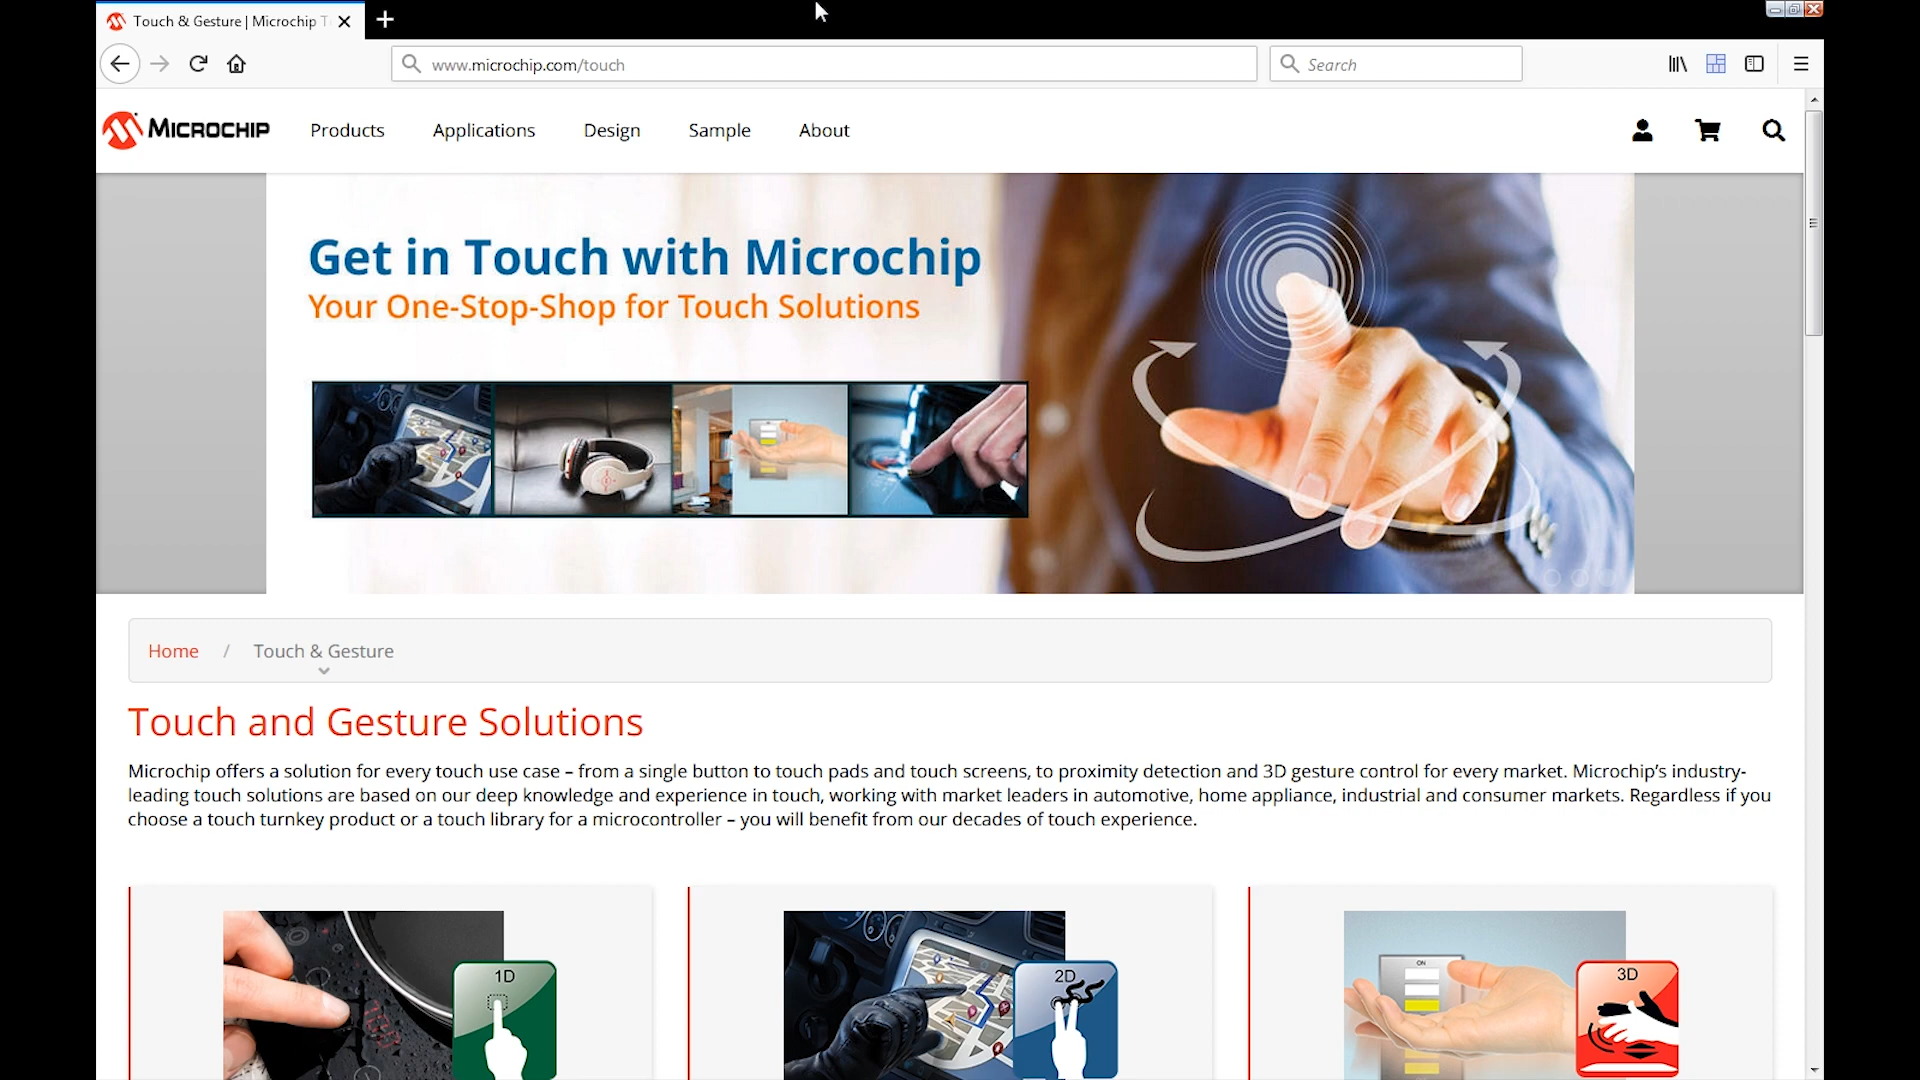 Touch & Gesture | Microchip T
www.microchip.com/touch
Search
MICROCHIP
Products
Applications
Design
Sample
About
Get in Touch with Microchip
Your One-Stop-Shop for Touch Solutions
Home / Touch & Gesture
Touch and Gesture Solutions
Microchip offers a solution for every touch use case – from a single button to touch pads and touch screens, to proximity detection and 3D gesture control for every market. Microchip’s industry-
leading touch solutions are based on our deep knowledge and experience in touch, working with market leaders in automotive, home appliance, industrial and consumer markets. Regardless if you
choose a touch turnkey product or a touch library for a microcontroller – you will benefit from our decades of touch experience.
1D
2D
ON
3D